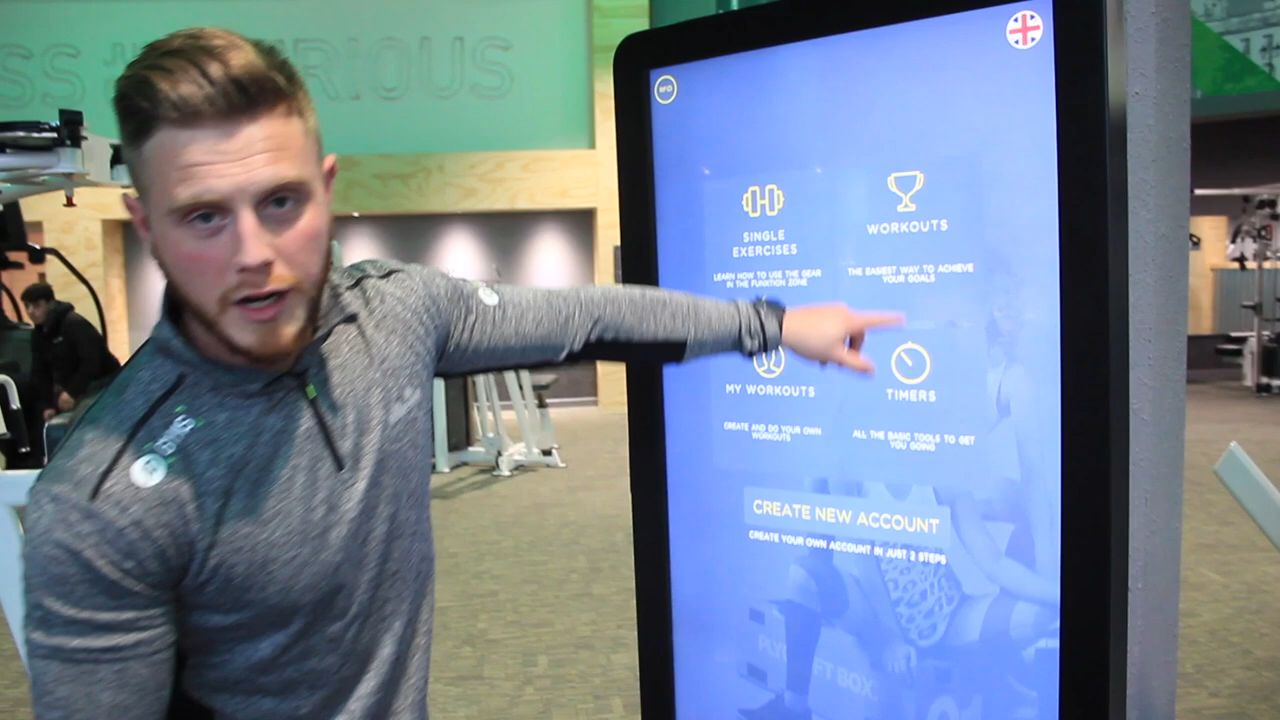 RFID
SINGLE
EXERCISES
LEARN HOW TO USE THE GEAR
IN THE FUNXTION ZONE
WORKOUTS
THE EASIEST WAY TO ACHIEVE
YOUR GOALS
MY WORKOUTS
CREATE AND DO YOUR OWN
WORKOUTS
TIMERS
ALL THE BASIC TOOLS TO GET
YOU GOING
CREATE NEW ACCOUNT
CREATE YOUR OWN ACCOUNT IN JUST 2 STEPS